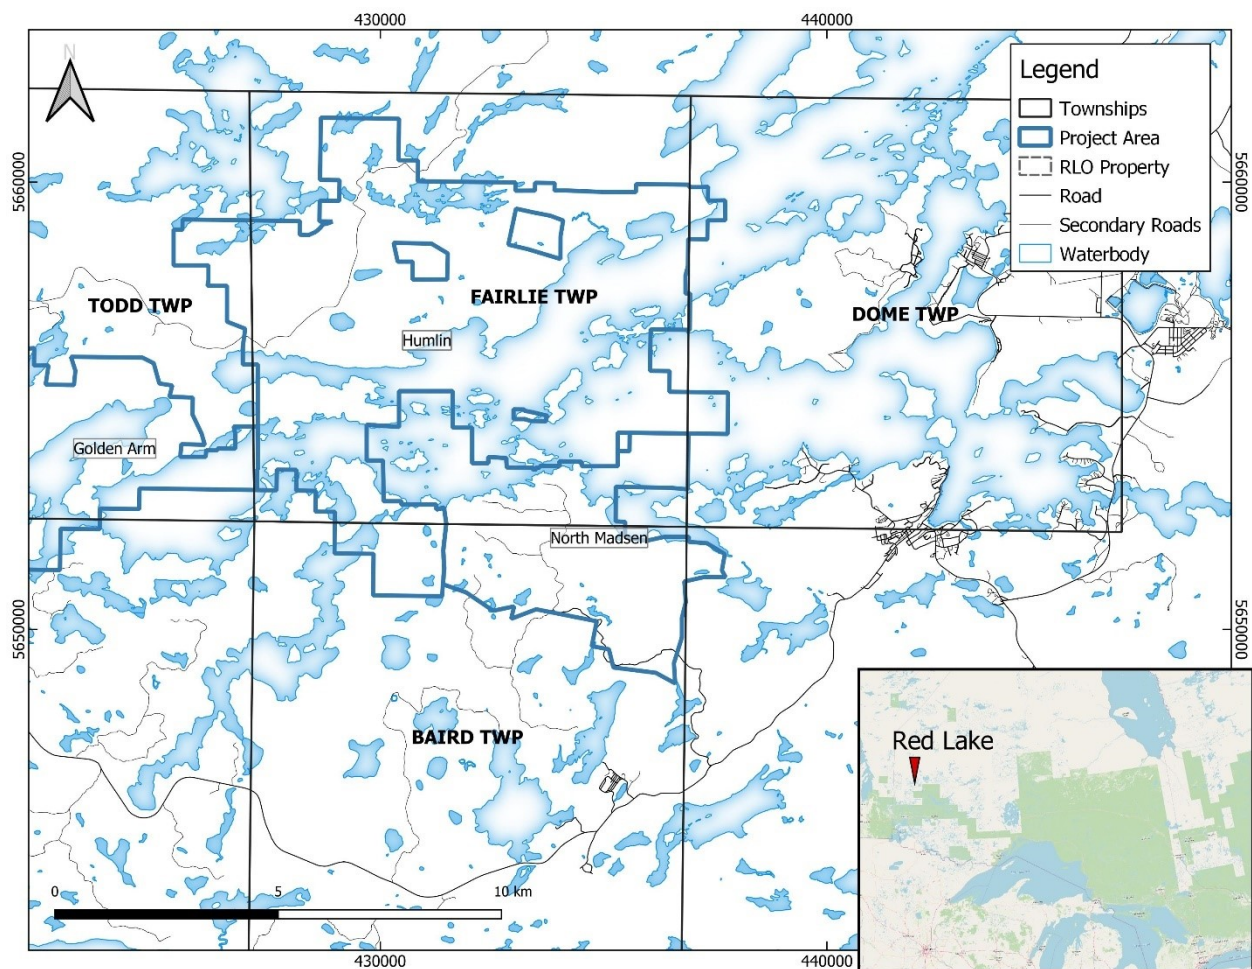 430000
440000
N
Legend
Townships
Project Area
RLO Property
Road
Secondary Roads
Waterbody
5660000
5660000
TODD TWP
FAIRLIE TWP
DOME TWP
Humlin
Golden Arm
North Madsen
5650000
5650000
BAIRD TWP
Red Lake
0 5 10 km
430000
440000